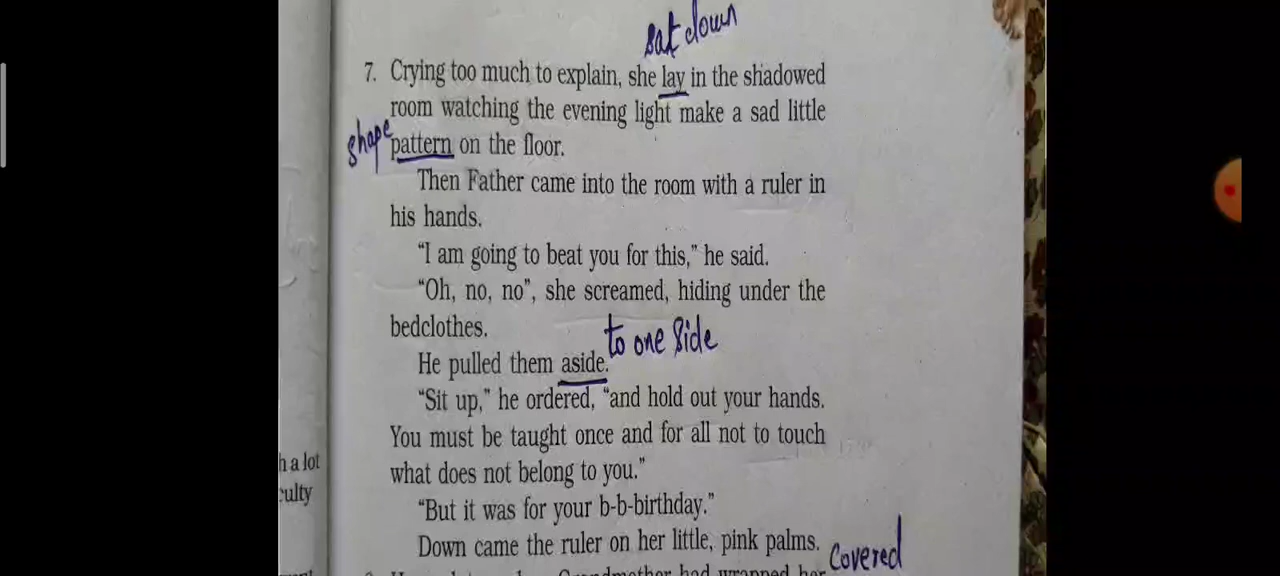 sat down
7. Crying too much to explain, she lay in the shadowed
room watching the evening light make a sad little
shape
pattern on the floor.
Then Father came into the room with a ruler in
his hands.
“I am going to beat you for this,” he said.
“Oh, no, no”, she screamed, hiding under the
bedclothes.
to one side
He pulled them aside.
“Sit up,” he ordered, “and hold out your hands.
You must be taught once and for all not to touch
h a lot
what does not belong to you.”
culty
“But it was for your b-b-birthday.”
Down came the ruler on her little, pink palms.
Covered
Grandmother had wrapped her